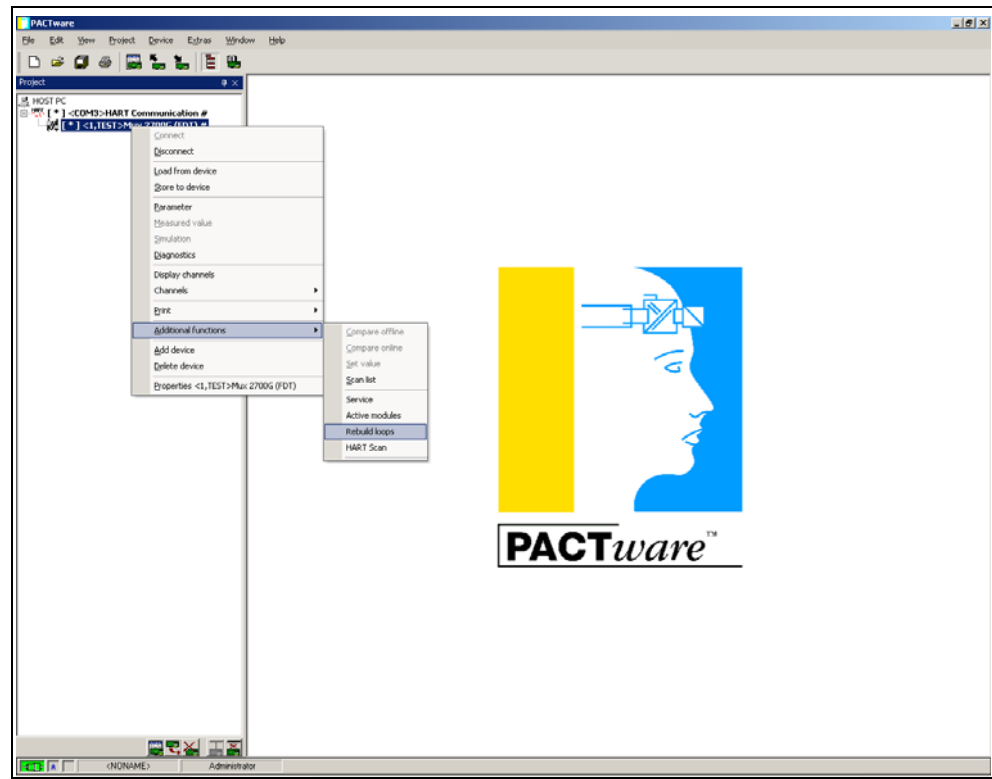 PACTware
File Edit View Project Device Extras Window Help
Project
HOST PC
[ * ] <COM3>HART Communication #
[ * ] <1,TEST>Mux 2700G (FDT) #
Connect
Disconnect
Load from device
Store to device
Parameter
Measured value
Simulation
Diagnostics
Display channels
Channels
Print
Additional functions
Add device
Delete device
Properties <1,TEST>Mux 2700G (FDT)
Compare offline
Compare online
Set value
Scan list
Service
Active modules
Rebuild loops
HART Scan
PACTware™
<NONAME> Administrator